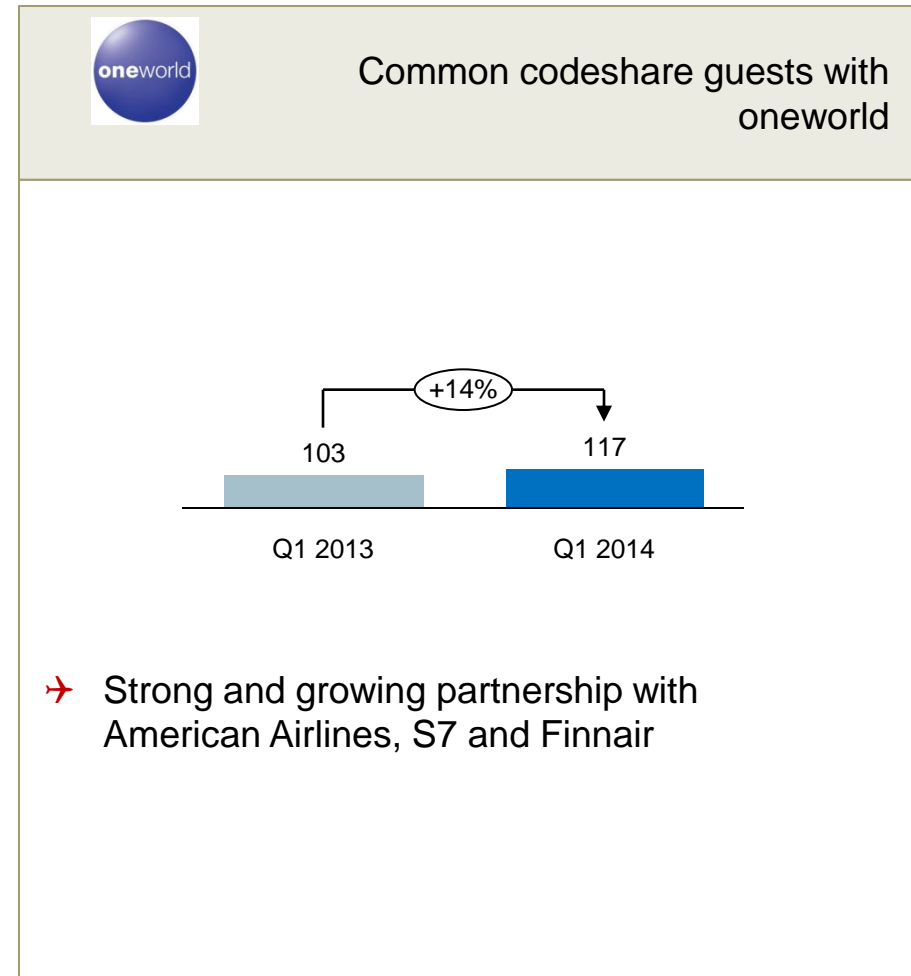 oneworld
Common codeshare guests with
oneworld
+14%
103
117
Q1 2013
Q1 2014
Strong and growing partnership with
American Airlines, S7 and Finnair